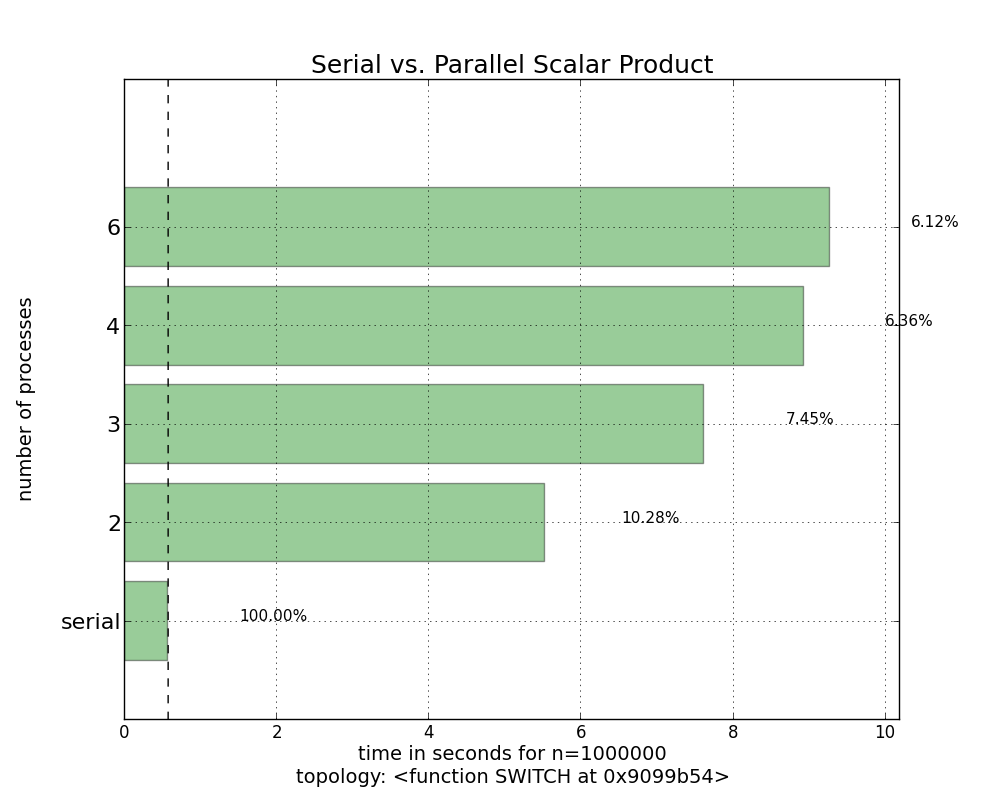 Serial vs. Parallel Scalar Product
number of processes
6
6.12%
4
6.36%
3
7.45%
2
10.28%
serial
100.00%
0 2 4 6 8 10
time in seconds for n=1000000
topology: <function SWITCH at 0x9099b54>